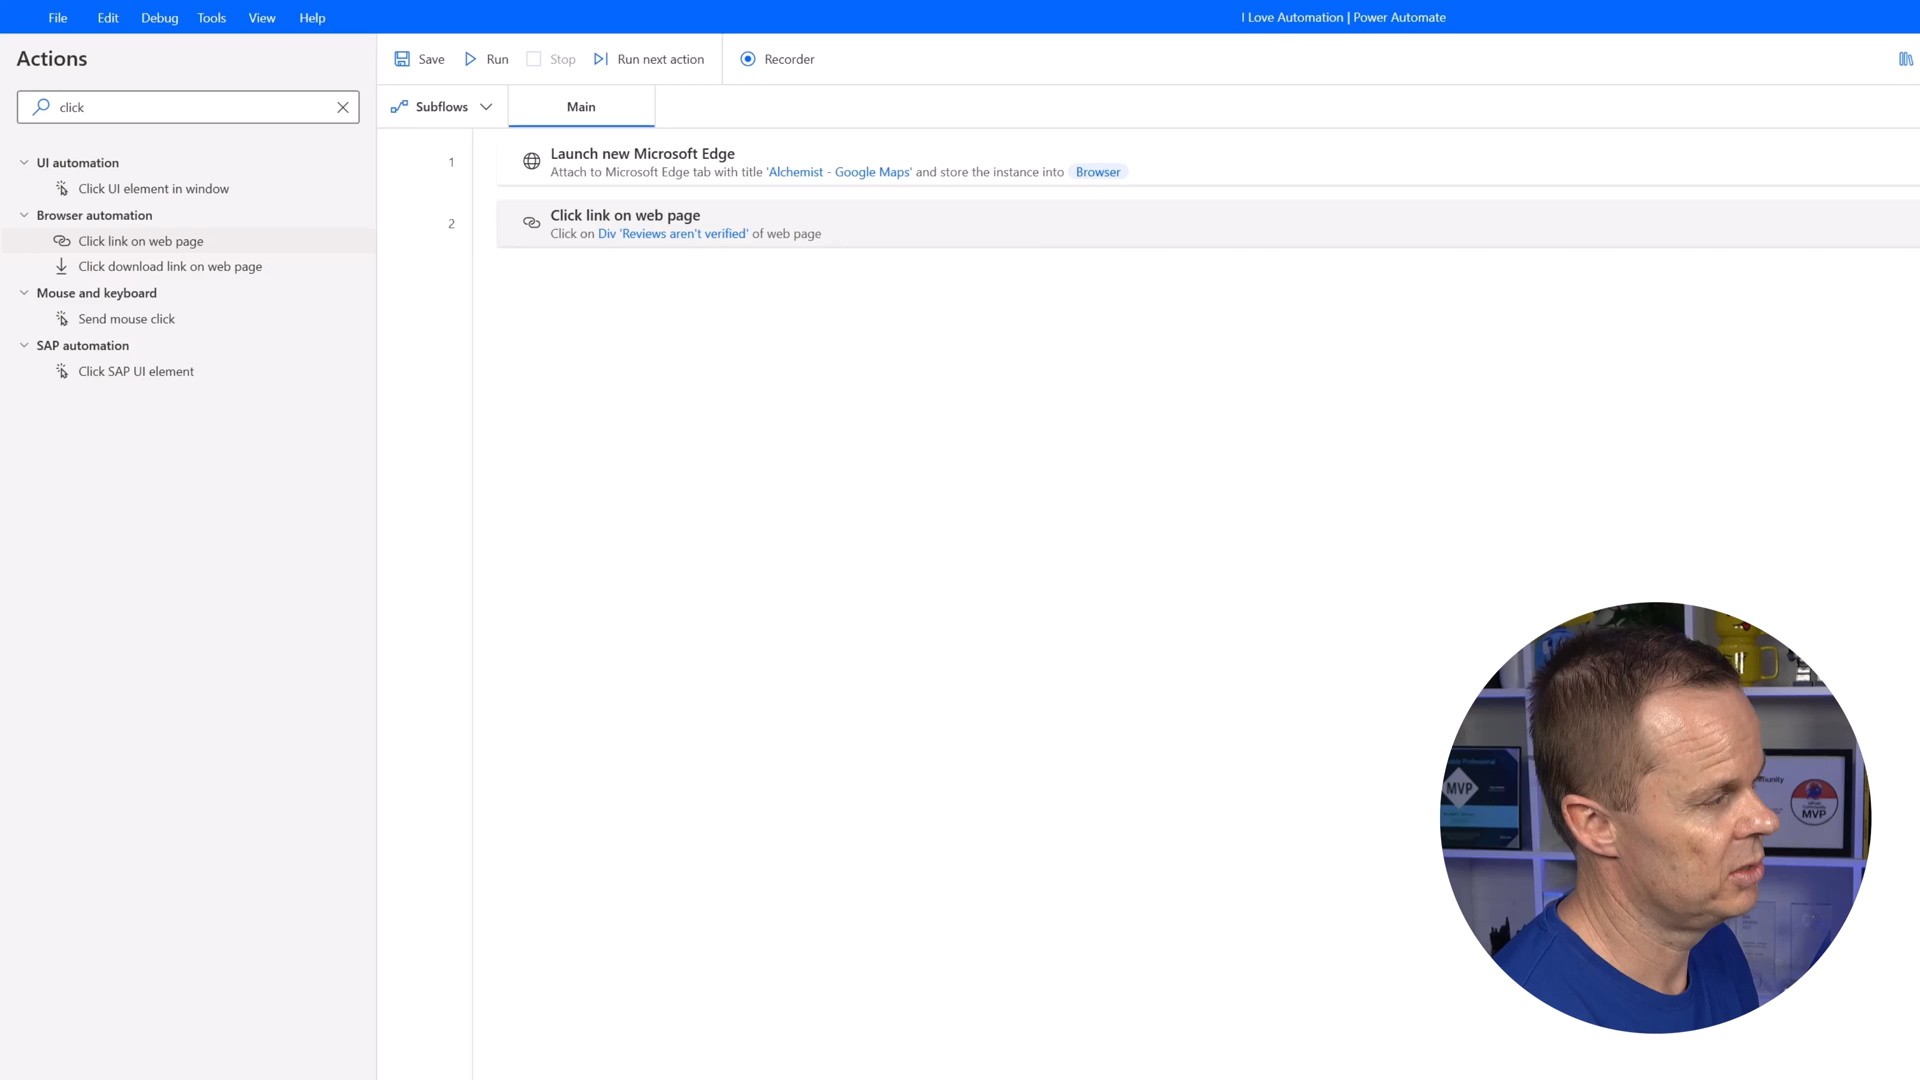 File Edit Debug Tools View Help
I Love Automation | Power Automate
Actions
click
UI automation
Click UI element in window
Browser automation
Click link on web page
Click download link on web page
Mouse and keyboard
Send mouse click
SAP automation
Click SAP UI element
Save Run Stop Run next action Recorder
Subflows Main
1
Launch new Microsoft Edge
Attach to Microsoft Edge tab with title 'Alchemist - Google Maps' and store the instance into Browser
2
Click link on web page
Click on Div 'Reviews aren't verified' of web page
MVP
MVP